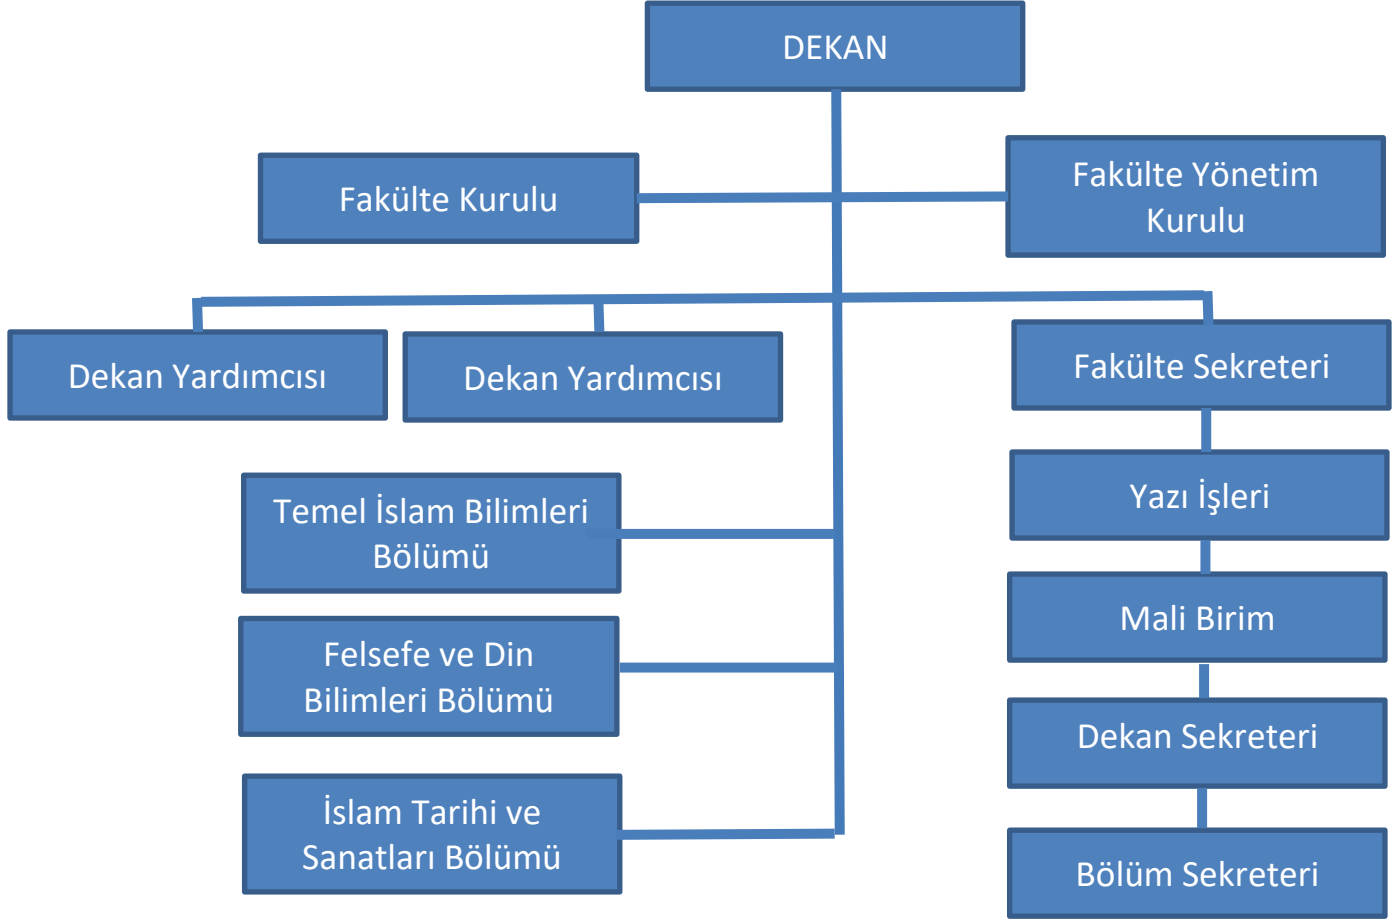 DEKAN
Fakülte Kurulu
Fakülte Yönetim
Kurulu
Dekan Yardımcısı
Dekan Yardımcısı
Fakülte Sekreteri
Temel İslam Bilimleri
Bölümü
Yazı İşleri
Felsefe ve Din
Bilimleri Bölümü
Mali Birim
Dekan Sekreteri
İslam Tarihi ve
Sanatları Bölümü
Bölüm Sekreteri